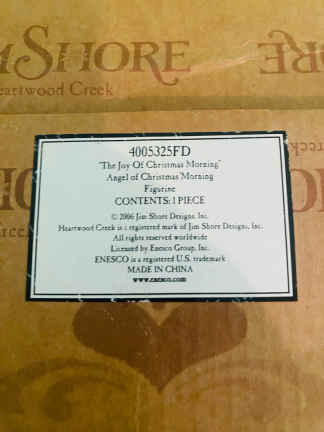 JIM SHORE
Heartwood Creek
4005325FD
"The Joy Of Christmas Morning"
Angel of Christmas Morning
Figurine
CONTENTS: 1 PIECE
© 2006 Jim Shore Designs, Inc.
Heartwood Creek is a registered mark of Jim Shore Designs, Inc.
All rights reserved worldwide
Licensed by Enesco Group, Inc.
ENESCO is a registered U.S. trademark
MADE IN CHINA
www.enesco.com